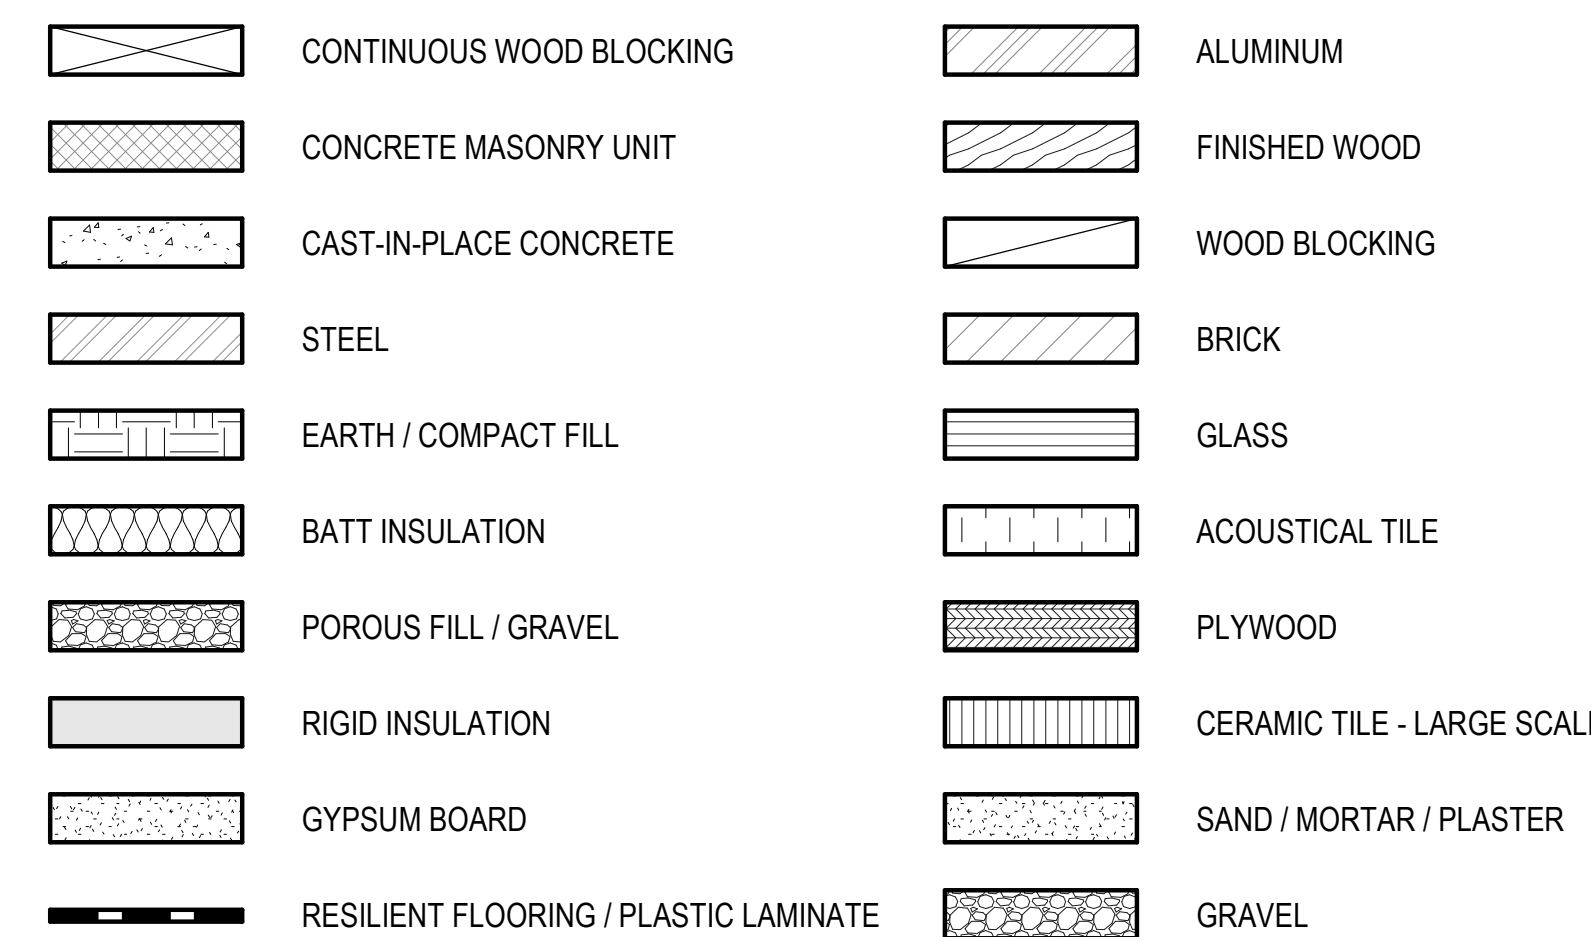 CONTINUOUS WOOD BLOCKING
CONCRETE MASONRY UNIT
CAST-IN-PLACE CONCRETE
STEEL
EARTH / COMPACT FILL
BATT INSULATION
POROUS FILL / GRAVEL
RIGID INSULATION
GYPSUM BOARD
RESILIENT FLOORING / PLASTIC LAMINATE
ALUMINUM
FINISHED WOOD
WOOD BLOCKING
BRICK
GLASS
ACOUSTICAL TILE
PLYWOOD
CERAMIC TILE - LARGE SCALE
SAND / MORTAR / PLASTER
GRAVEL